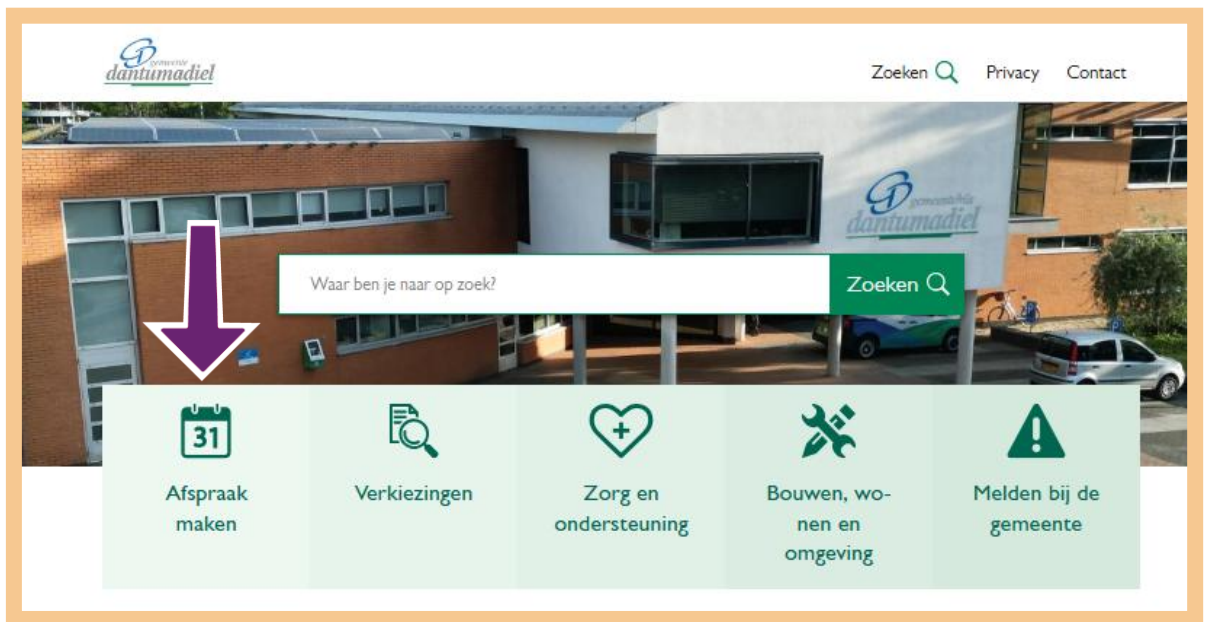 gemeente
dantumadiel
Zoeken Privacy Contact
gemeentehûs
dantumadiel
Waar ben je naar op zoek?
Zoeken
31
Afspraak
maken
Verkiezingen
Zorg en
ondersteuning
Bouwen, wo-
nen en
omgeving
Melden bij de
gemeente